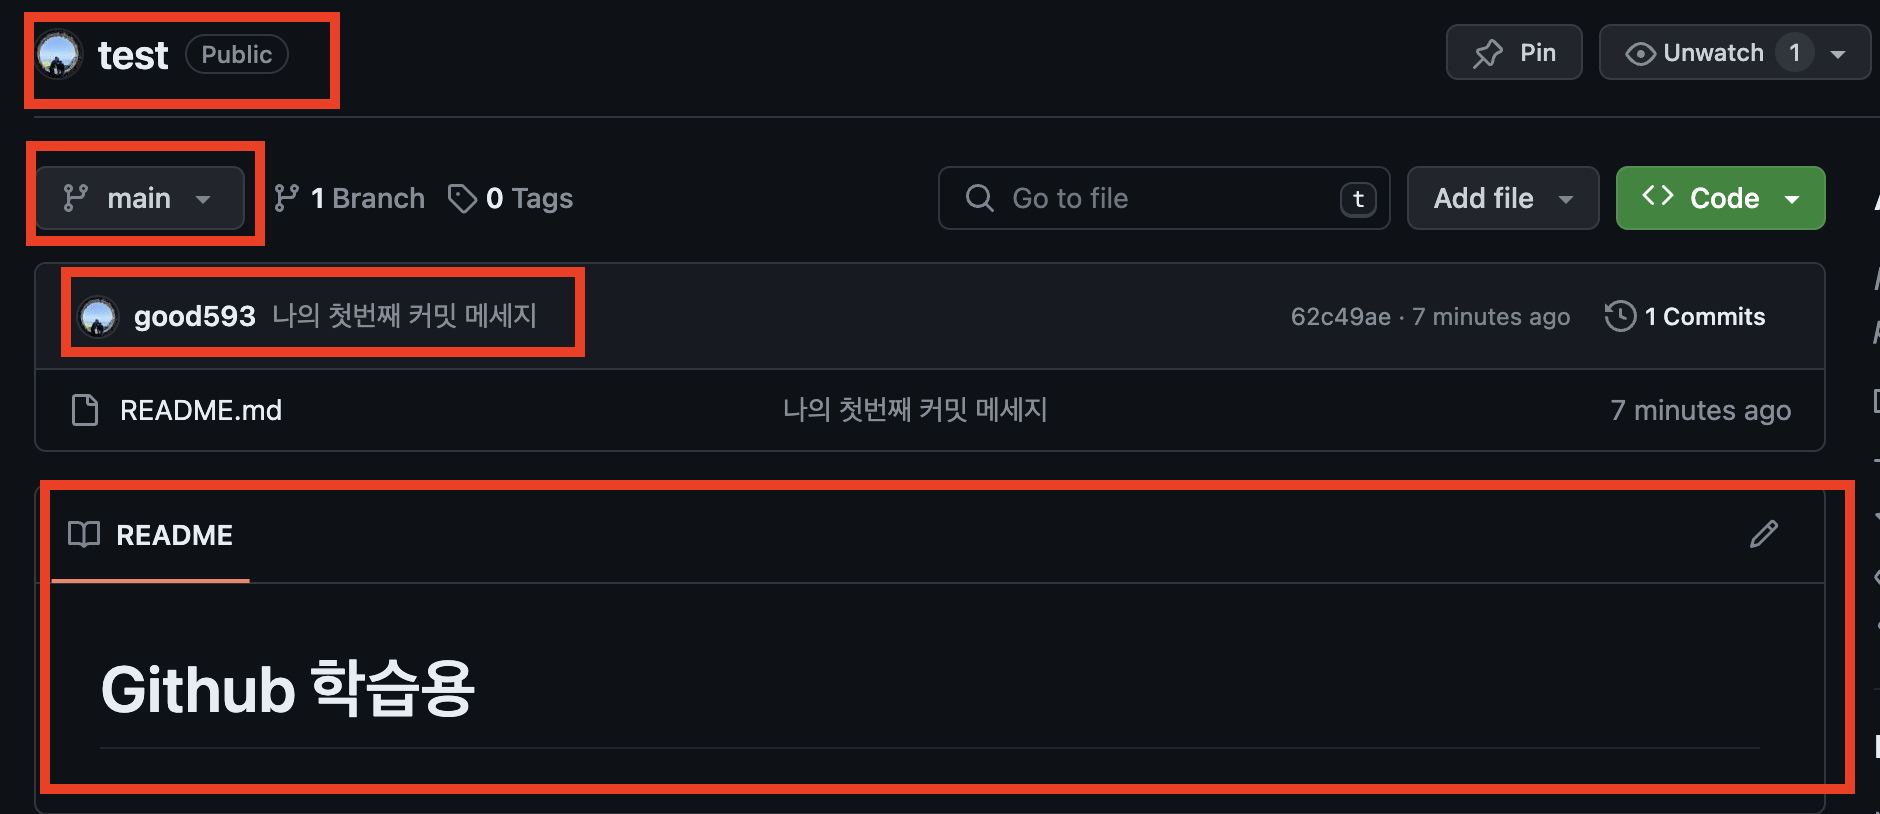 test Public Pin Unwatch 1
main 1 Branch 0 Tags Go to file t Add file Code
good593 나의 첫번째 커밋 메세지 62c49ae · 7 minutes ago 1 Commits
README.md 나의 첫번째 커밋 메세지 7 minutes ago
README
Github 학습용